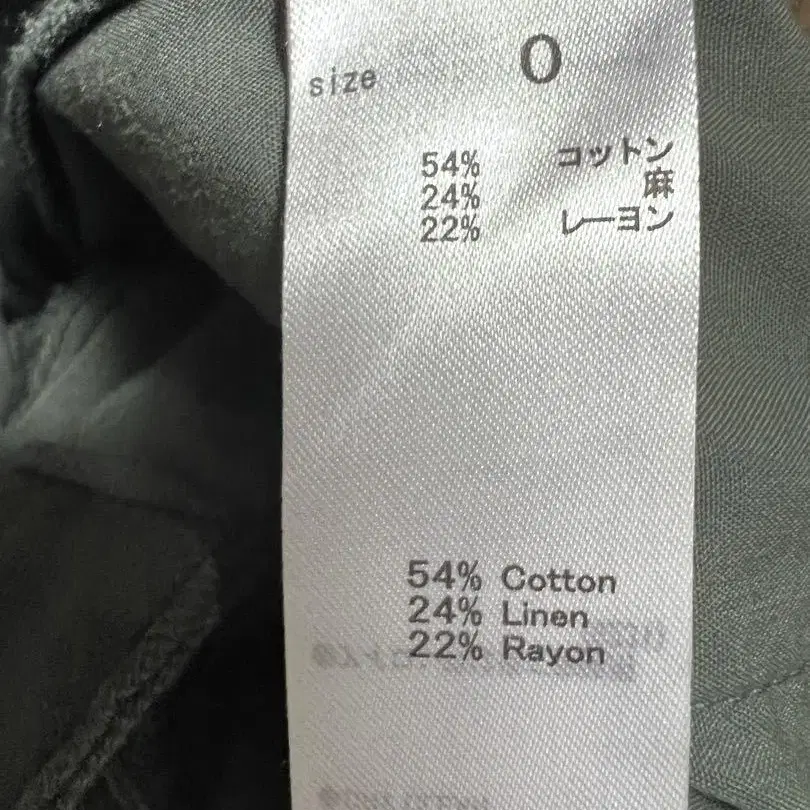 size 0
54% コットン
24% 麻
22% レーヨン
54% Cotton
24% Linen
22% Rayon